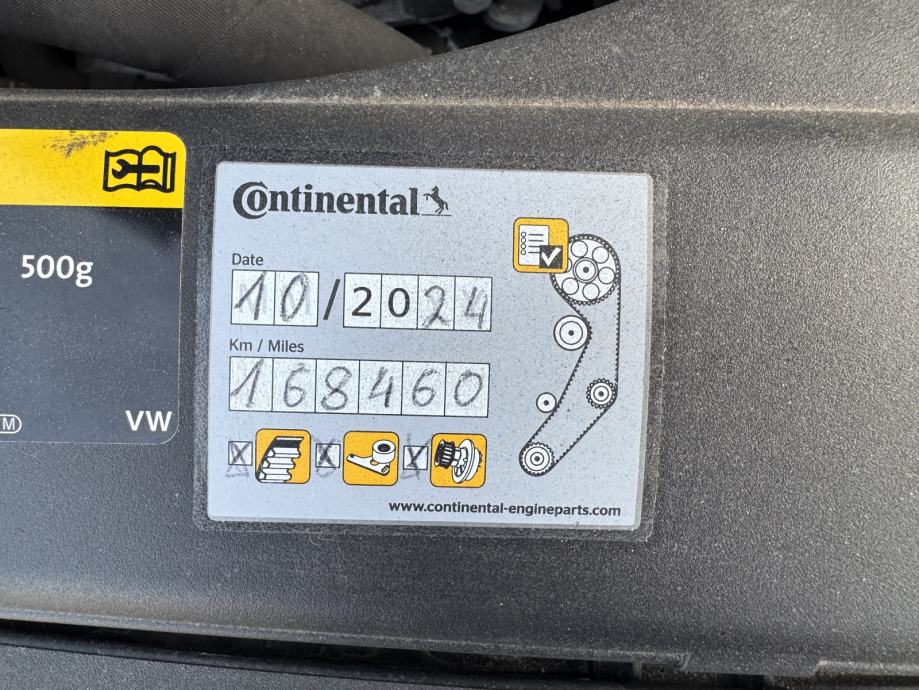 500g
M
VW
Continental
Date
10/2024
Km / Miles
168460
www.continental-engineparts.com